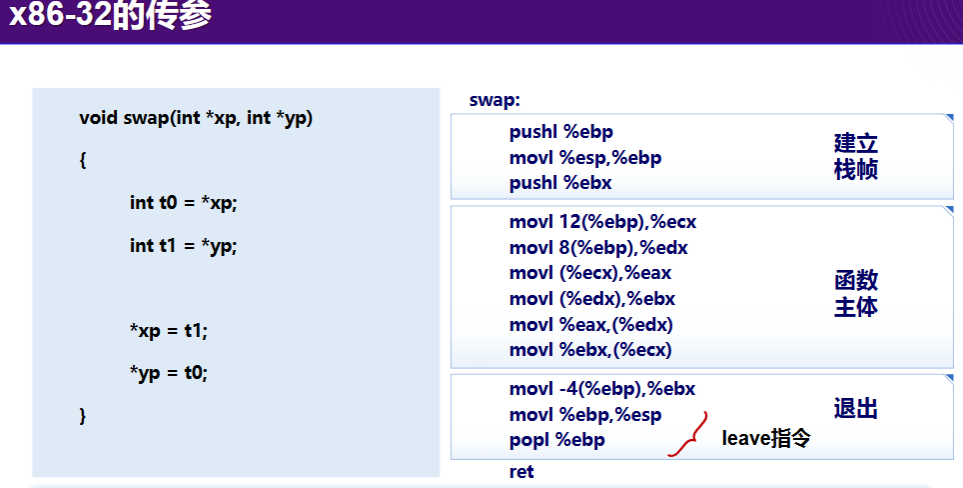 x86-32的传参
void swap(int *xp, int *yp)
{
int t0 = *xp;
int t1 = *yp;
*xp = t1;
*yp = t0;
}
swap:
pushl %ebp
movl %esp,%ebp
pushl %ebx
建立
栈帧
movl 12(%ebp),%ecx
movl 8(%ebp),%edx
movl (%ecx),%eax
movl (%edx),%ebx
movl %eax,(%edx)
movl %ebx,(%ecx)
函数
主体
movl -4(%ebp),%ebx
movl %ebp,%esp
popl %ebp
退出
leave指令
ret